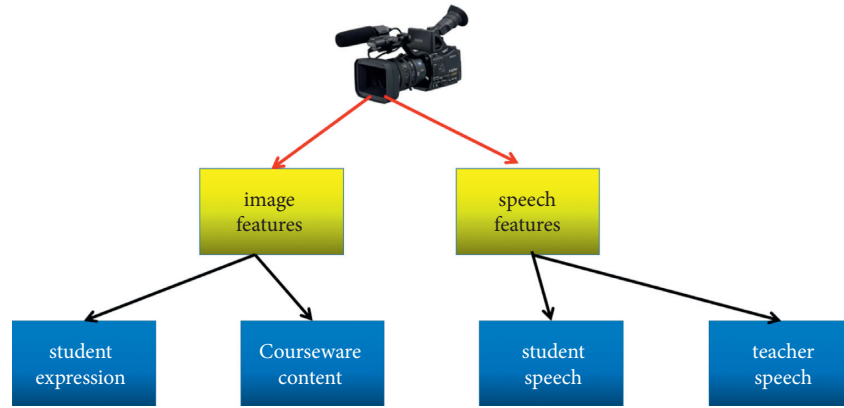 image
features
speech
features
student
expression
Courseware
content
student
speech
teacher
speech